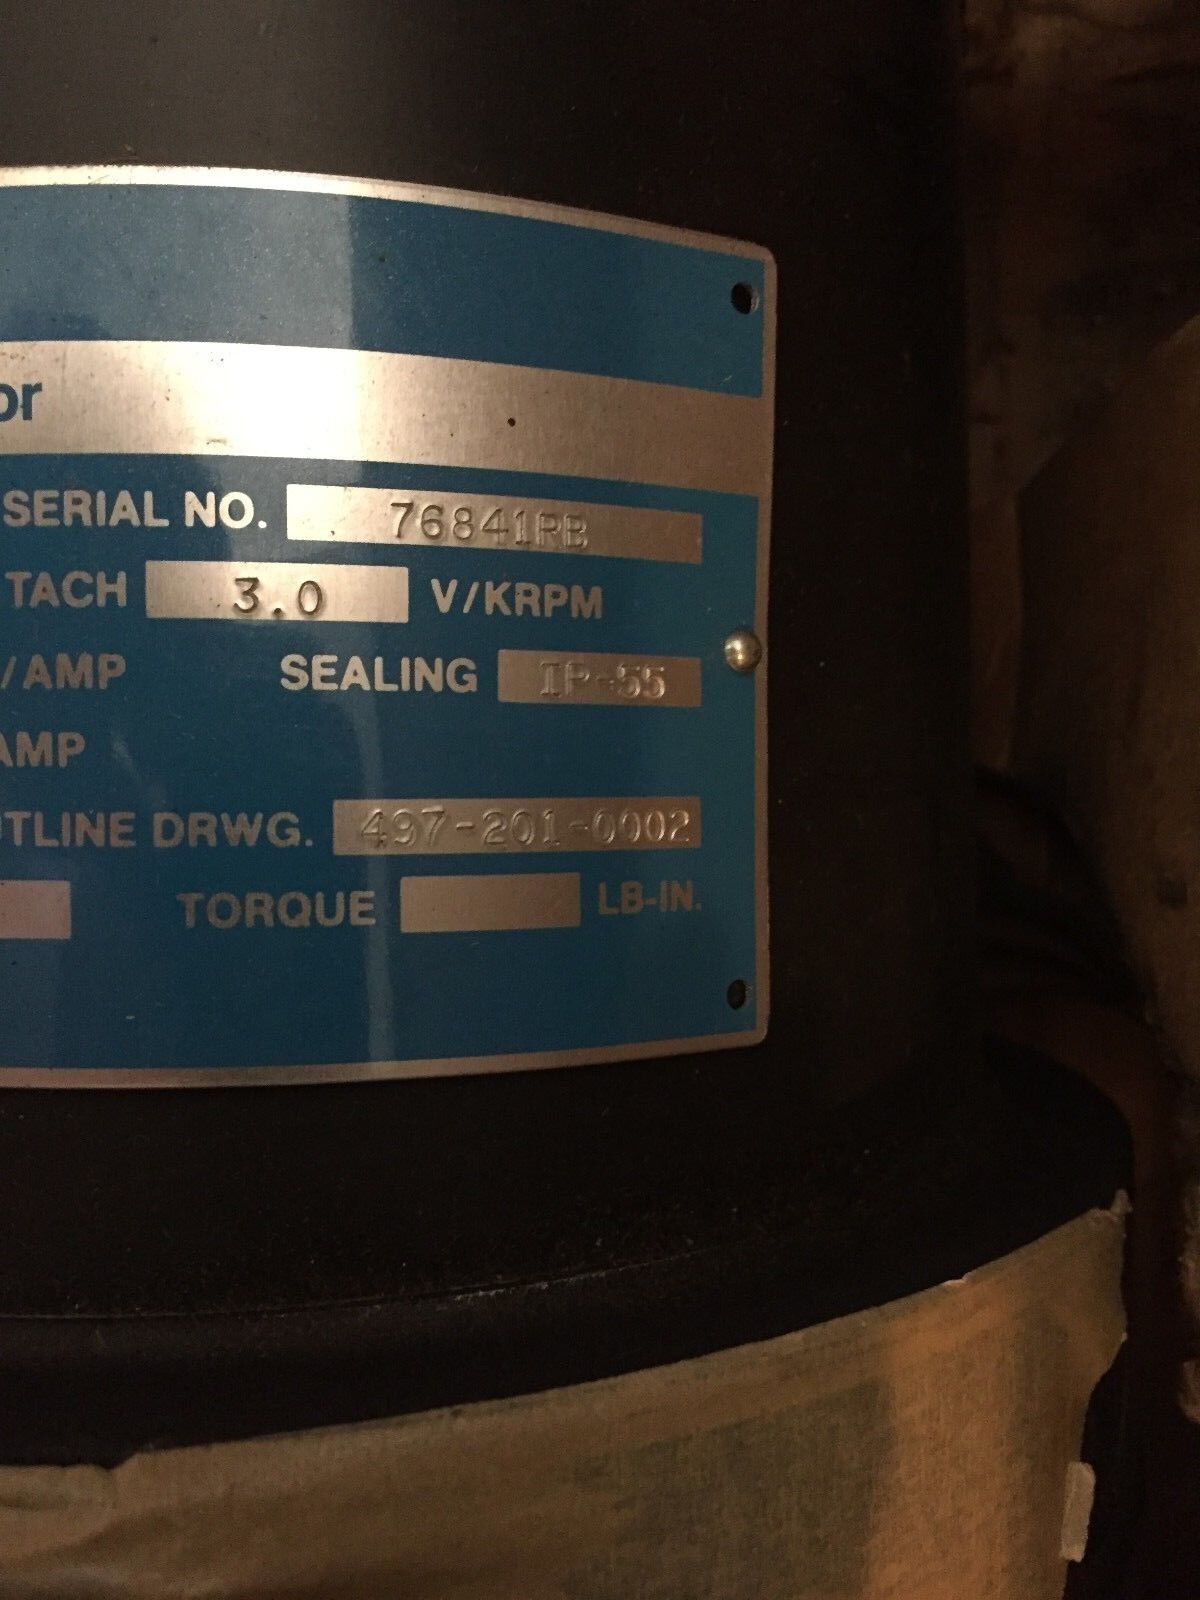 or
SERIAL NO. 76841RB
TACH 3.0 V/KRPM
/AMP SEALING IP-55
AMP
UTLINE DRWG. 497-201-0002
TORQUE LB-IN.